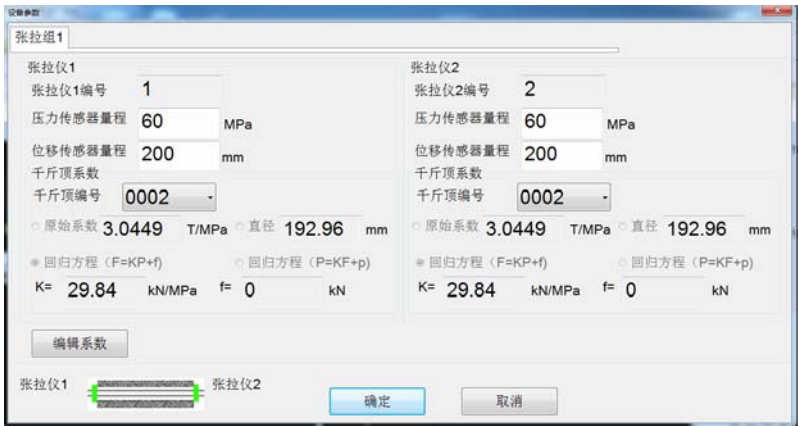 设备参数
张拉组1
张拉仪1
张拉仪1编号 1
压力传感器量程 60 MPa
位移传感器量程 200 mm
千斤顶系数
千斤顶编号 0002
原始系数 3.0449 T/MPa 直径 192.96 mm
回归方程（F=KP+f) 回归方程（P=KF+p)
K= 29.84 kN/MPa f= 0 kN
张拉仪2
张拉仪2编号 2
压力传感器量程 60 MPa
位移传感器量程 200 mm
千斤顶系数
千斤顶编号 0002
原始系数 3.0449 T/MPa 直径 192.96 mm
回归方程（F=KP+f) 回归方程（P=KF+p)
K= 29.84 kN/MPa f= 0 kN
编辑系数
张拉仪1 张拉仪2
确定 取消